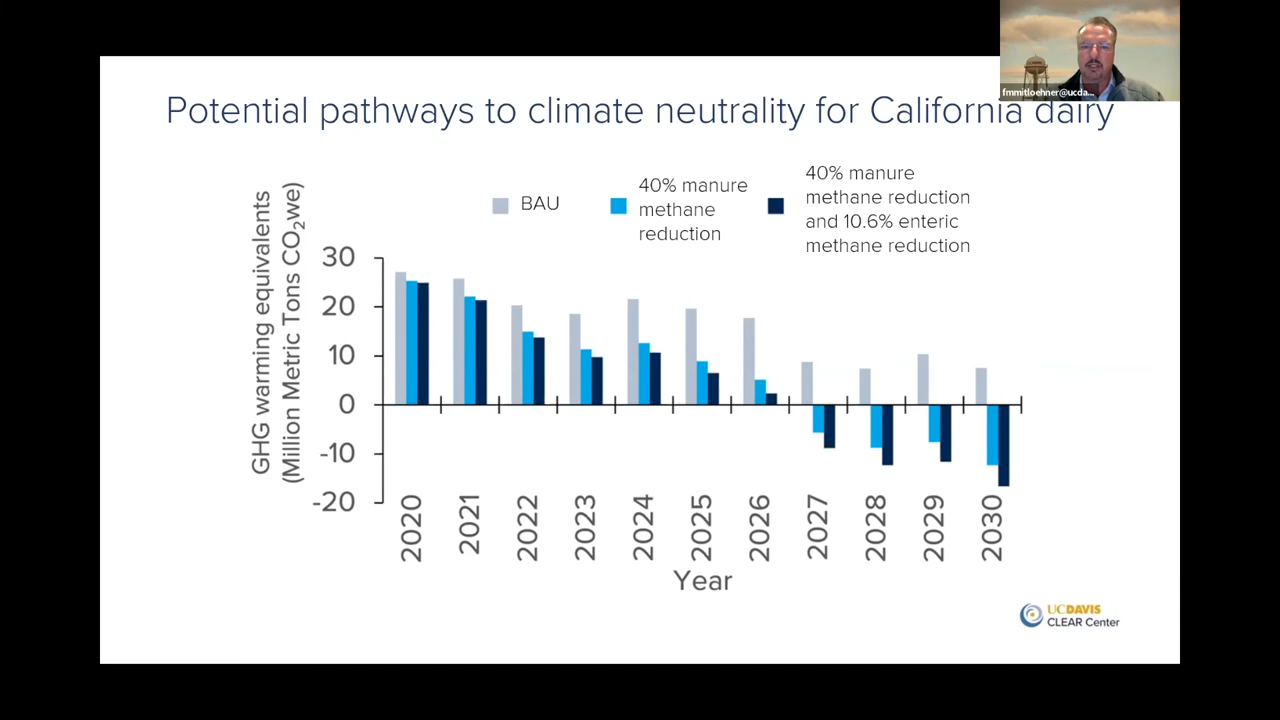 fmmitloehner@ucda...
Potential pathways to climate neutrality for California dairy
BAU
40% manure
methane
reduction
40% manure
methane reduction
and 10.6% enteric
methane reduction
GHG warming equivalents
(Million Metric Tons CO₂we)
30
20
10
0
-10
-20
2020
2021
2022
2023
2024
2025
2026
2027
2028
2029
2030
Year
UCDAVIS
CLEAR Center